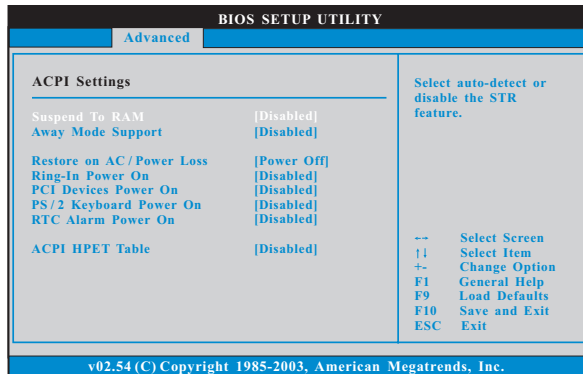 BIOS SETUP UTILITY
Advanced
ACPI Settings
Suspend To RAM [Disabled]
Away Mode Support [Disabled]
Restore on AC / Power Loss [Power Off]
Ring-In Power On [Disabled]
PCI Devices Power On [Disabled]
PS / 2 Keyboard Power On [Disabled]
RTC Alarm Power On [Disabled]
ACPI HPET Table [Disabled]
Select auto-detect or
disable the STR
feature.
←→ Select Screen
↑↓ Select Item
+- Change Option
F1 General Help
F9 Load Defaults
F10 Save and Exit
ESC Exit
v02.54 (C) Copyright 1985-2003, American Megatrends, Inc.